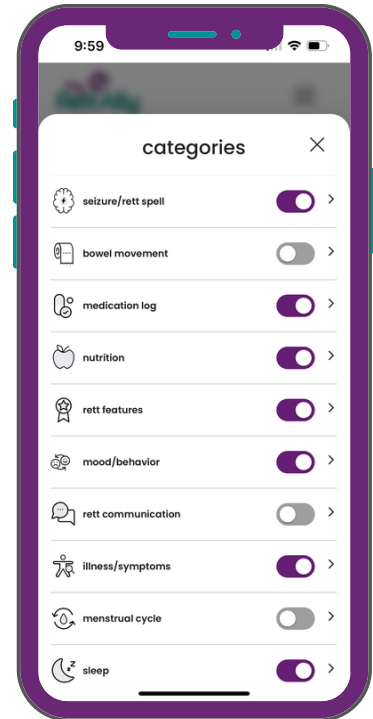 9:59
categories
seizure/rett spell
bowel movement
medication log
nutrition
rett features
mood/behavior
rett communication
illness/symptoms
menstrual cycle
sleep